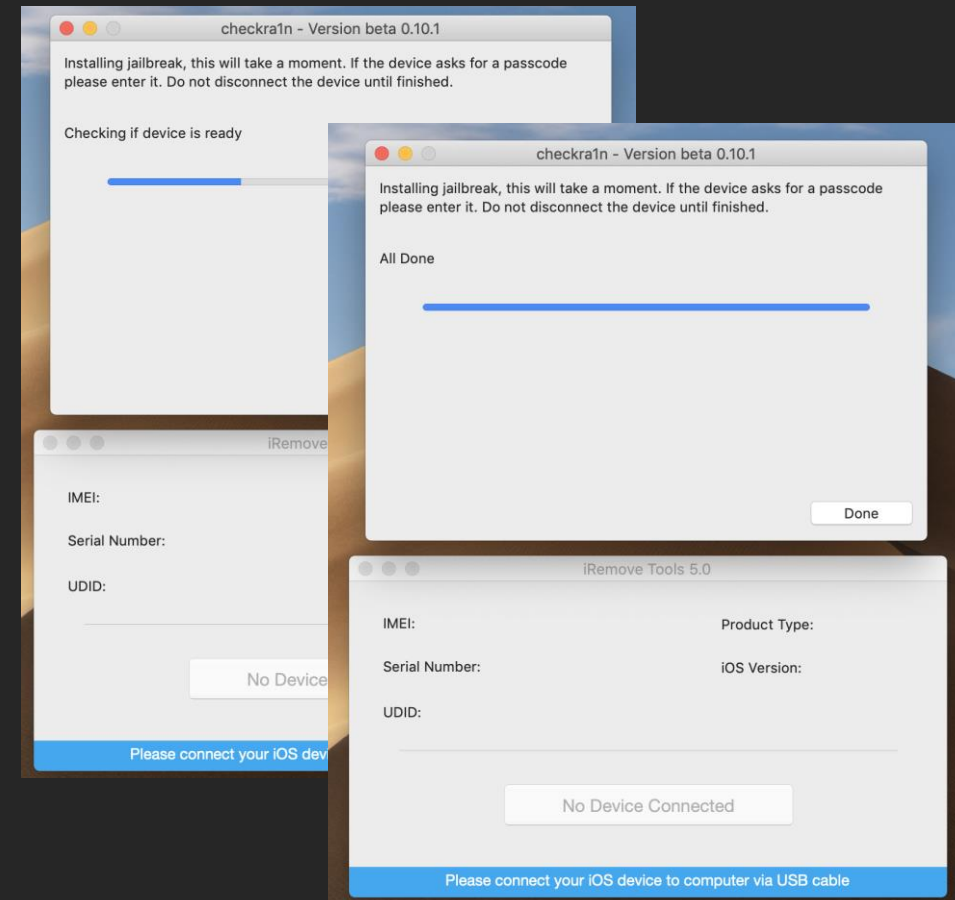 checkra1n - Version beta 0.10.1
Installing jailbreak, this will take a moment. If the device asks for a passcode
please enter it. Do not disconnect the device until finished.
Checking if device is ready
iRemove
IMEI:
Serial Number:
UDID:
No Device
Please connect your iOS dev
checkra1n - Version beta 0.10.1
Installing jailbreak, this will take a moment. If the device asks for a passcode
please enter it. Do not disconnect the device until finished.
All Done
Done
iRemove Tools 5.0
IMEI:
Product Type:
Serial Number:
iOS Version:
UDID:
No Device Connected
Please connect your iOS device to computer via USB cable